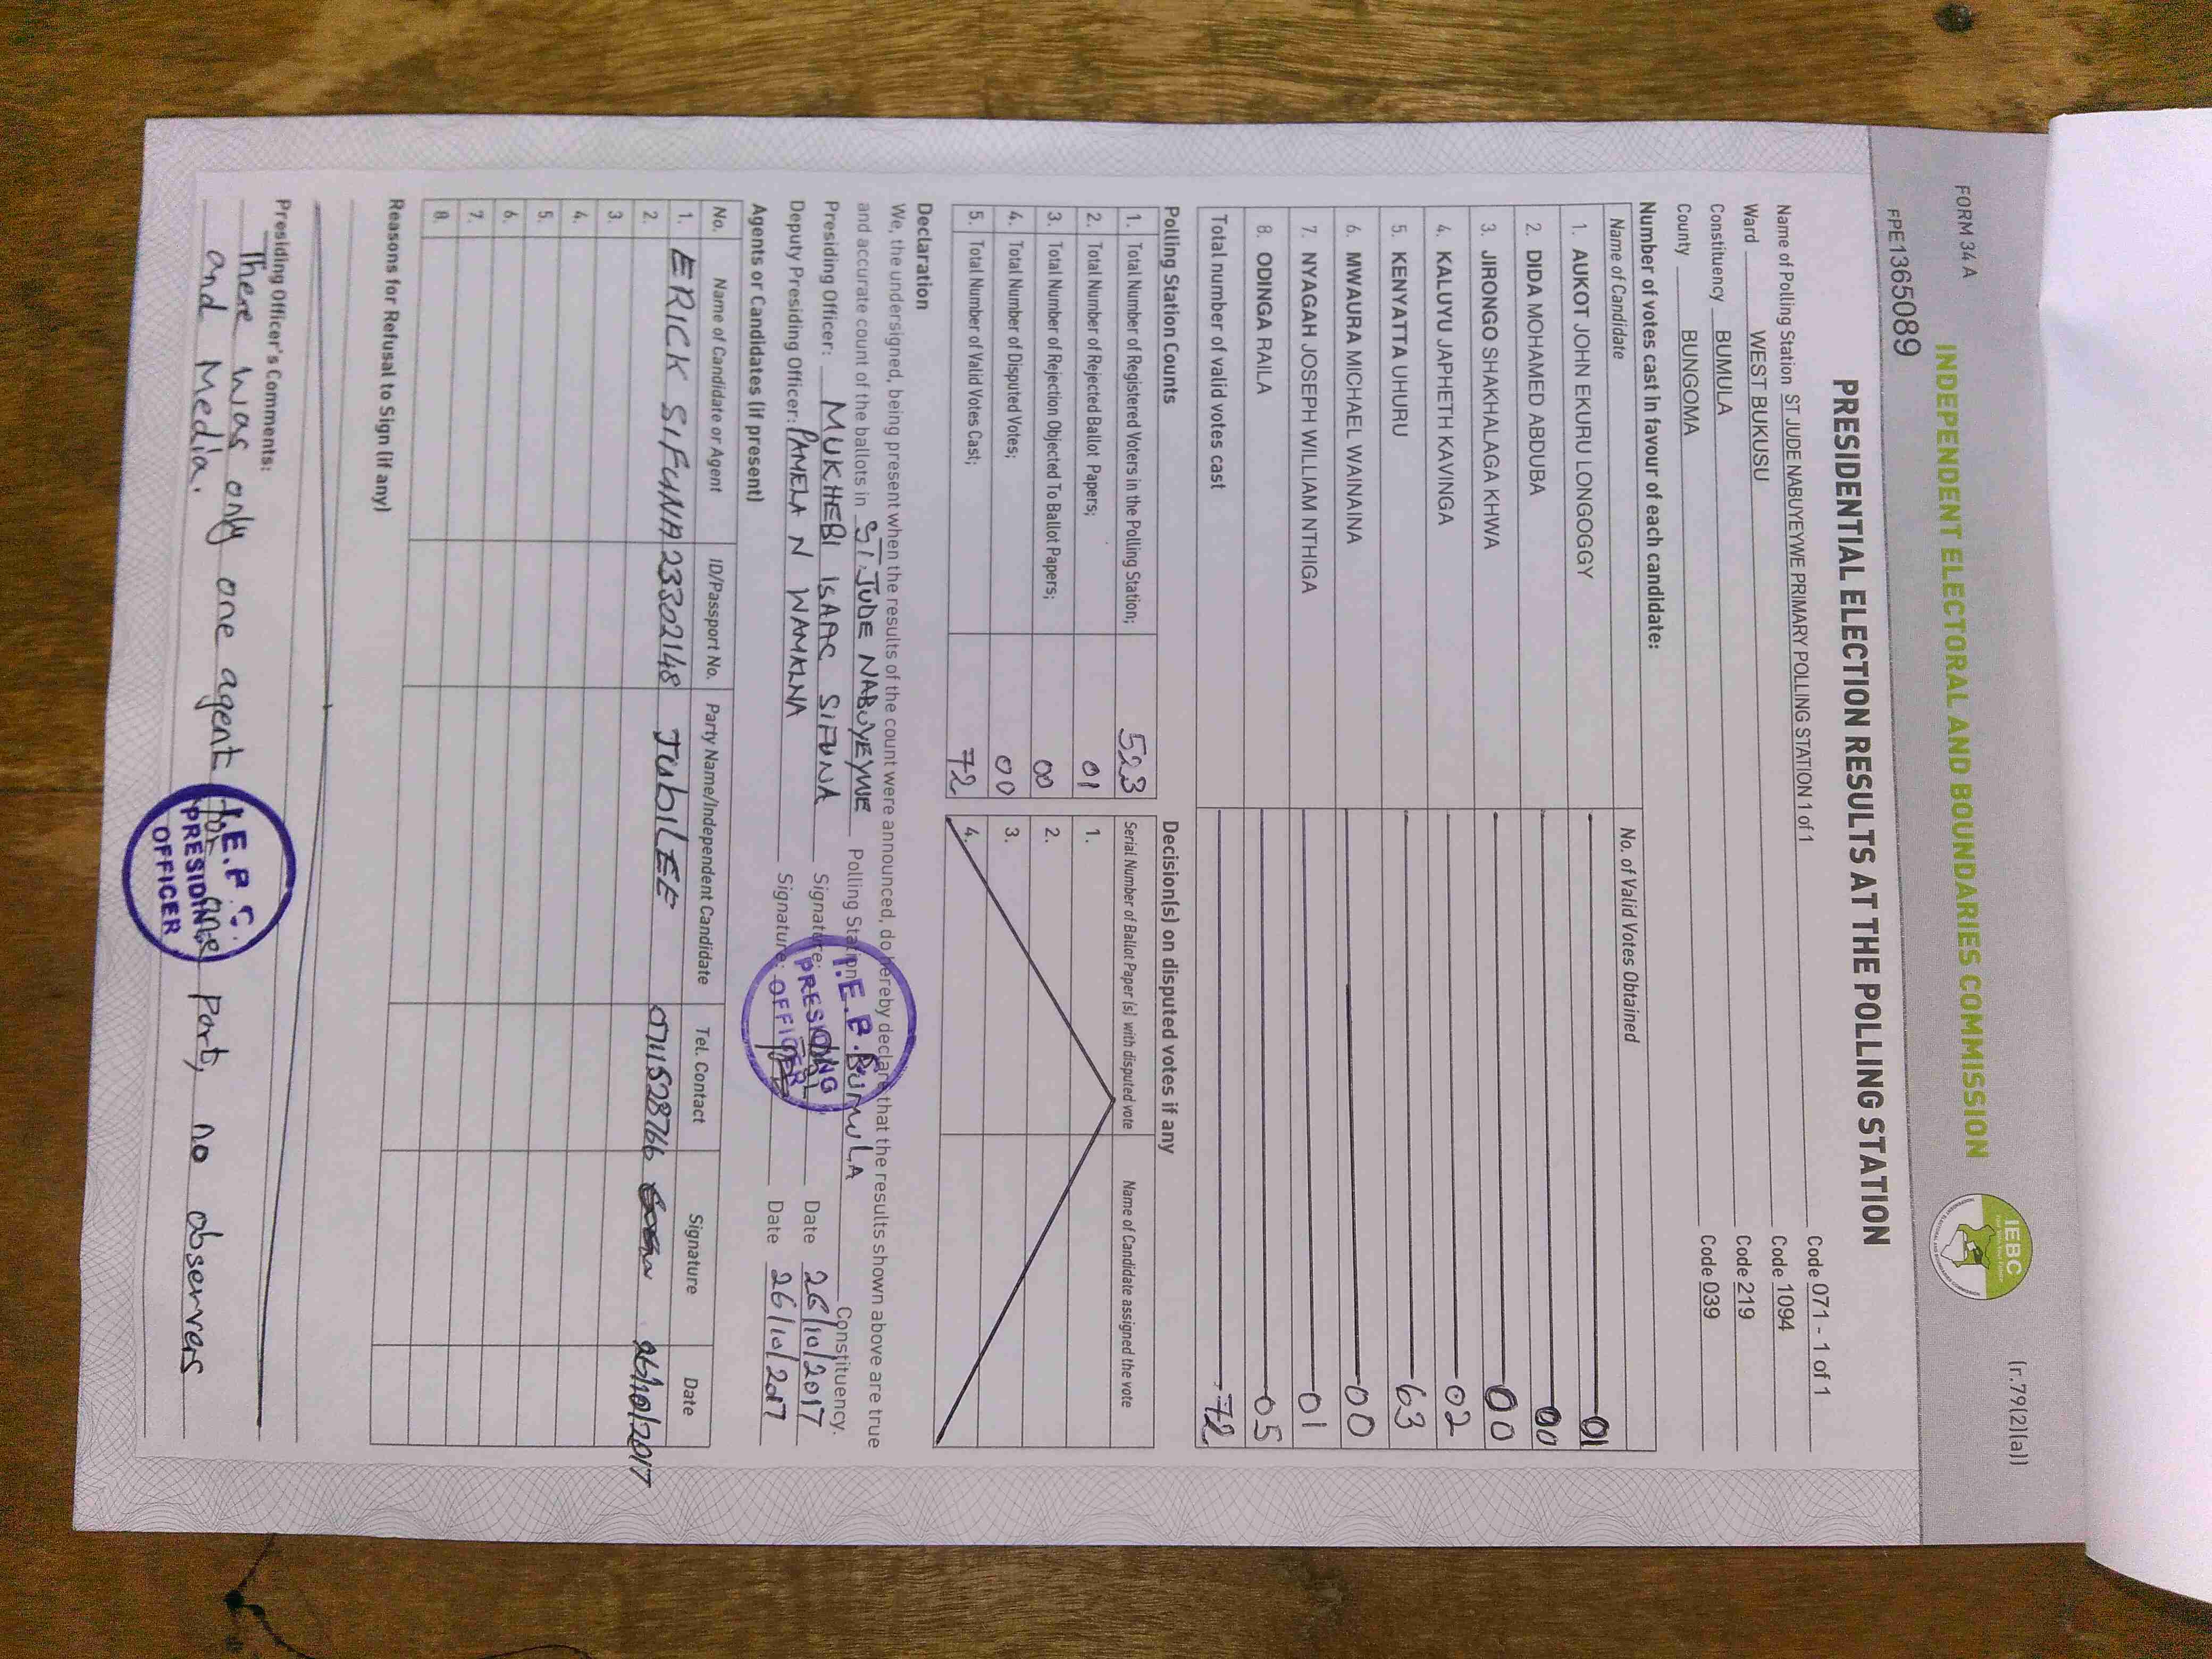 FORM 34 A
(r.79(2)(a))
INDEPENDENT ELECTORAL AND BOUNDARIES COMMISSION
IEBC
FPE1365089
PRESIDENTIAL ELECTION RESULTS AT THE POLLING STATION
Name of Polling Station ST JUDE NABUYEYWE PRIMARY POLLING STATION 1 of 1 Code 071 - 1 of 1
Ward WEST BUKUSU Code 1094
Constituency BUMULA Code 219
County BUNGOMA Code 039
Number of votes cast in favour of each candidate:
Name of Candidate No. of Valid Votes Obtained
1. AUKOT JOHN EKURU LONGOGGY 01
2. DIDA MOHAMED ABDUBA 00
3. JIRONGO SHAKHALAGA KHWA 00
4. KALUYU JAPHETH KAVINGA 02
5. KENYATTA UHURU 63
6. MWAURA MICHAEL WAINAINA 00
7. NYAGAH JOSEPH WILLIAM NTHIGA 01
8. ODINGA RAILA 05
Total number of valid votes cast 72
Polling Station Counts
1. Total Number of Registered Voters in the Polling Station; 523
2. Total Number of Rejected Ballot Papers; 01
3. Total Number of Rejection Objected To Ballot Papers; 00
4. Total Number of Disputed Votes; 00
5. Total Number of Valid Votes Cast; 72
Decision(s) on disputed votes if any
Serial Number of Ballot Paper (s) with disputed vote Name of Candidate assigned the vote
1.
2.
3.
4.
Declaration
We, the undersigned, being present when the results of the count were announced, do hereby declare that the results shown above are true
and accurate count of the ballots in ST. JUDE NABUYEYWE Polling Station BUMULA Constituency.
Presiding Officer: MUKHEBI ISAAC SIFUNA Signature: Date 26/10/2017
Deputy Presiding Officer: PAMELA N WAMALWA Signature: Date 26/10/2017
I.E.B.C.
PRESIDING
OFFICER
Agents or Candidates (if present)
No. Name of Candidate or Agent ID/Passport No. Party Name/Independent Candidate Tel. Contact Signature Date
1. ERICK SIFUNA 23302148 JUBILEE 0711528766 26/10/2017
2.
3.
4.
5.
6.
7.
8.
Reasons for Refusal to Sign (if any)
Presiding Officer's Comments:
There was only one agent for one party, no observers
and Media.
I.E.B.C.
PRESIDING
OFFICER